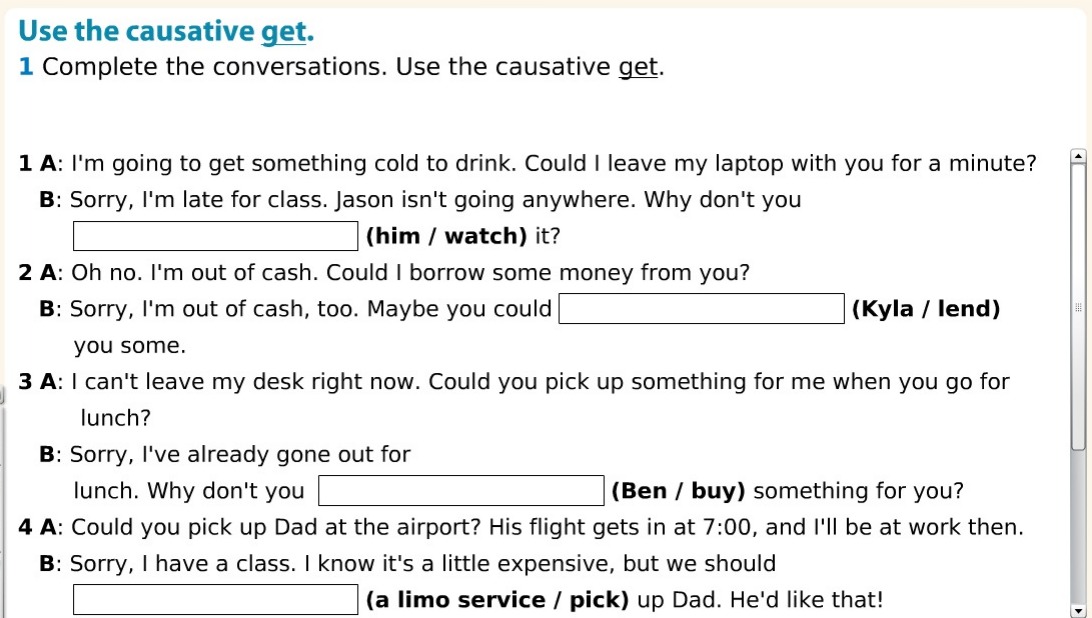 Use the causative get.
1 Complete the conversations. Use the causative get.
1 A: I'm going to get something cold to drink. Could I leave my laptop with you for a minute?
B: Sorry, I'm late for class. Jason isn't going anywhere. Why don't you
(him / watch) it?
2 A: Oh no. I'm out of cash. Could I borrow some money from you?
B: Sorry, I'm out of cash, too. Maybe you could (Kyla / lend)
you some.
3 A: I can't leave my desk right now. Could you pick up something for me when you go for
lunch?
B: Sorry, I've already gone out for
lunch. Why don't you (Ben / buy) something for you?
4 A: Could you pick up Dad at the airport? His flight gets in at 7:00, and I'll be at work then.
B: Sorry, I have a class. I know it's a little expensive, but we should
(a limo service / pick) up Dad. He'd like that!